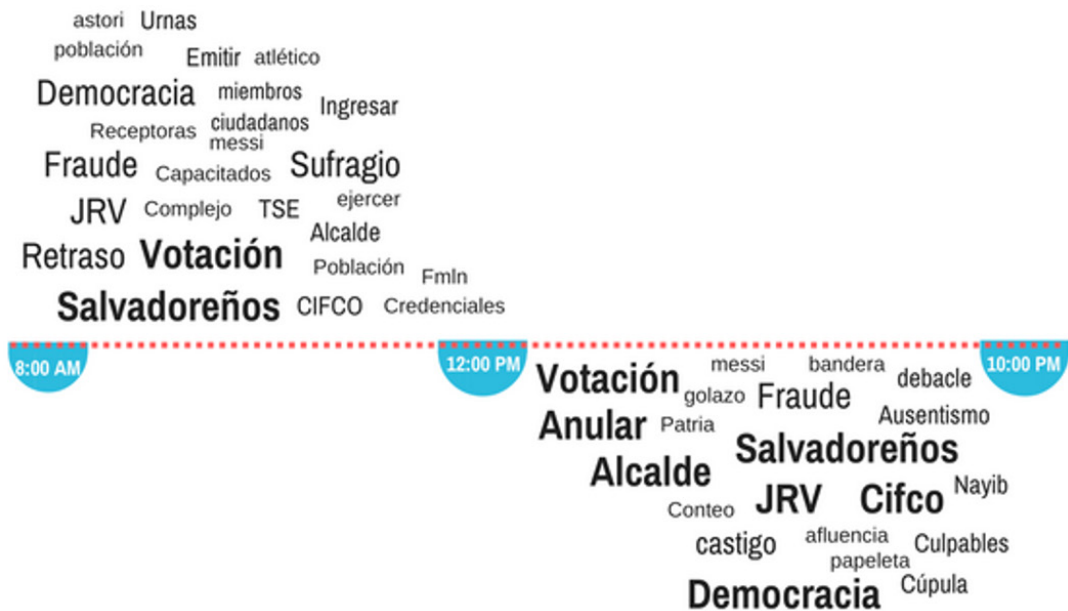 astori Urnas
población Emitir atlético
Democracia miembros Ingresar
Receptoras ciudadanos
messi
Fraude Capacitados Sufragio
JRV Complejo TSE ejercer
Alcalde
Retraso Votación Población
Fmln
Salvadoreños CIFCO Credenciales
8:00 AM 12:00 PM 10:00 PM
Votación messi bandera debacle
golazo Fraude Ausentismo
Anular Patria
Salvadoreños
Alcalde
Conteo JRV Cifco Nayib
castigo afluencia Culpables
papeleta
Democracia Cúpula